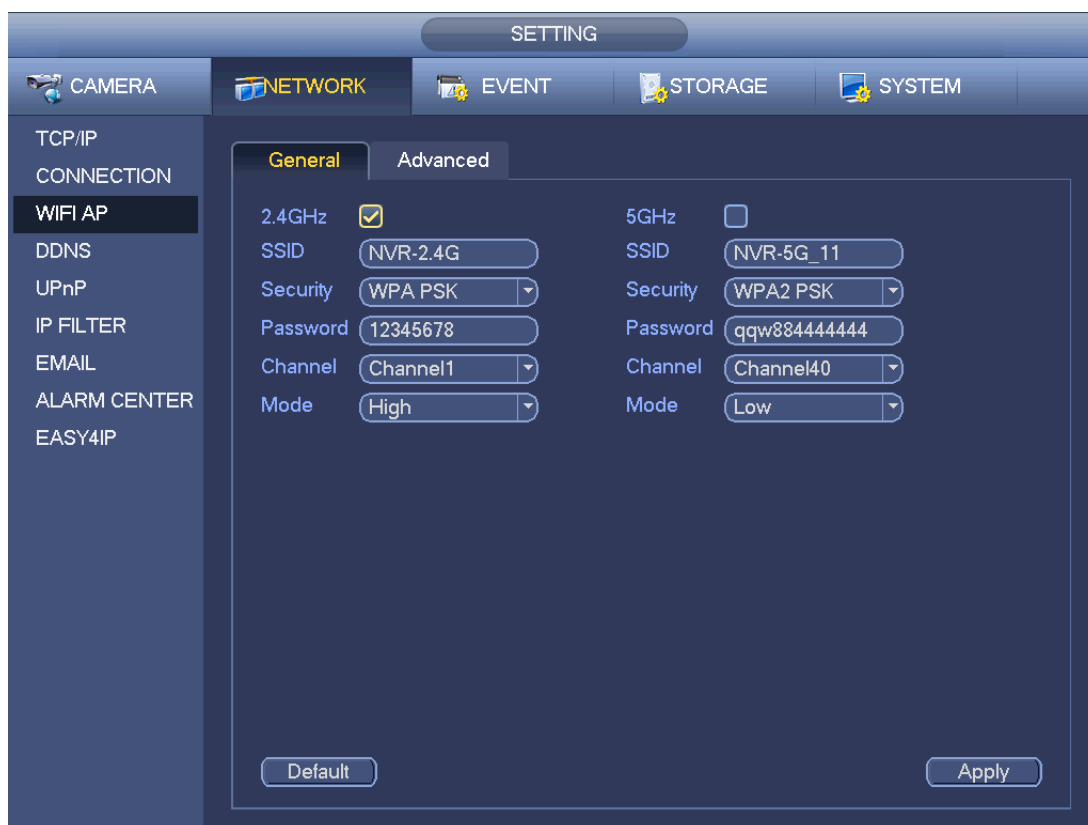 SETTING
CAMERA NETWORK EVENT STORAGE SYSTEM
TCP/IP
CONNECTION
WIFI AP
DDNS
UPnP
IP FILTER
EMAIL
ALARM CENTER
EASY4IP
General Advanced
2.4GHz 5GHz
SSID NVR-2.4G SSID NVR-5G_11
Security WPA PSK Security WPA2 PSK
Password 12345678 Password qqw884444444
Channel Channel1 Channel Channel40
Mode High Mode Low
Default Apply